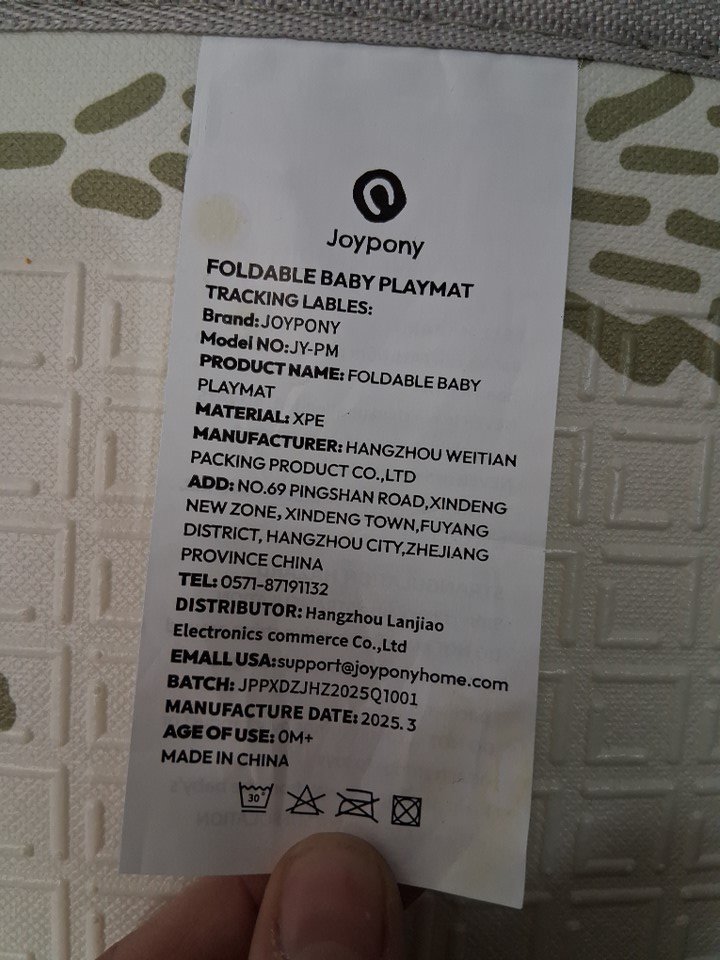 Joypony
FOLDABLE BABY PLAYMAT
TRACKING LABLES:
Brand:JOYPONY
Model NO:JY-PM
PRODUCT NAME: FOLDABLE BABY
PLAYMAT
MATERIAL: XPE
MANUFACTURER: HANGZHOU WEITIAN
PACKING PRODUCT CO.,LTD
ADD: NO.69 PINGSHAN ROAD,XINDENG
NEW ZONE, XINDENG TOWN,FUYANG
DISTRICT, HANGZHOU CITY,ZHEJIANG
PROVINCE CHINA
TEL: 0571-87191132
DISTRIBUTOR: Hangzhou Lanjiao
Electronics commerce Co.,Ltd
EMALL USA:support@joyponyhome.com
BATCH: JPPXDZJHZ2025Q1001
MANUFACTURE DATE: 2025.3
AGE OF USE: 0M+
MADE IN CHINA
30°